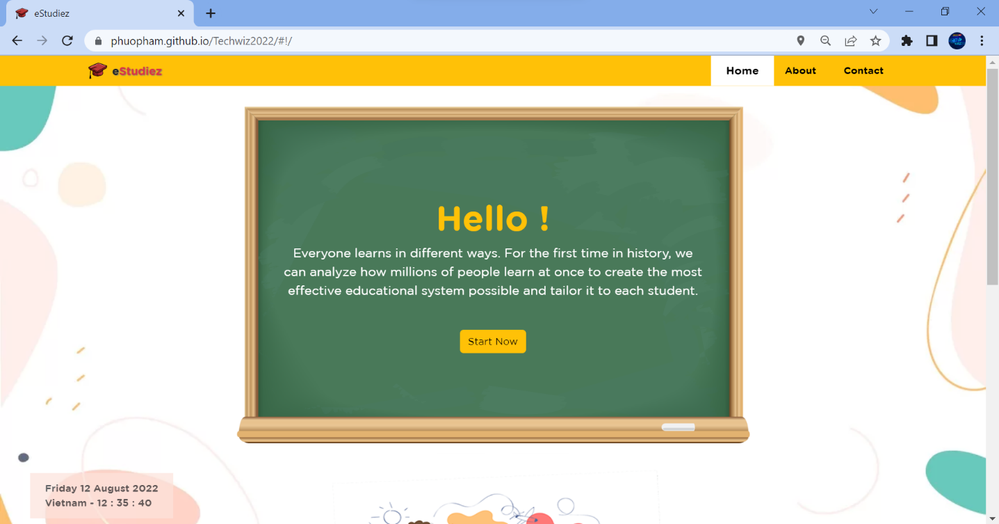 eStudiez
phuopham.github.io/Techwiz2022/#!/
eStudiez
Home About Contact
Hello !
Everyone learns in different ways. For the first time in history, we
can analyze how millions of people learn at once to create the most
effective educational system possible and tailor it to each student.
Start Now
Friday 12 August 2022
Vietnam - 12 : 35 : 40